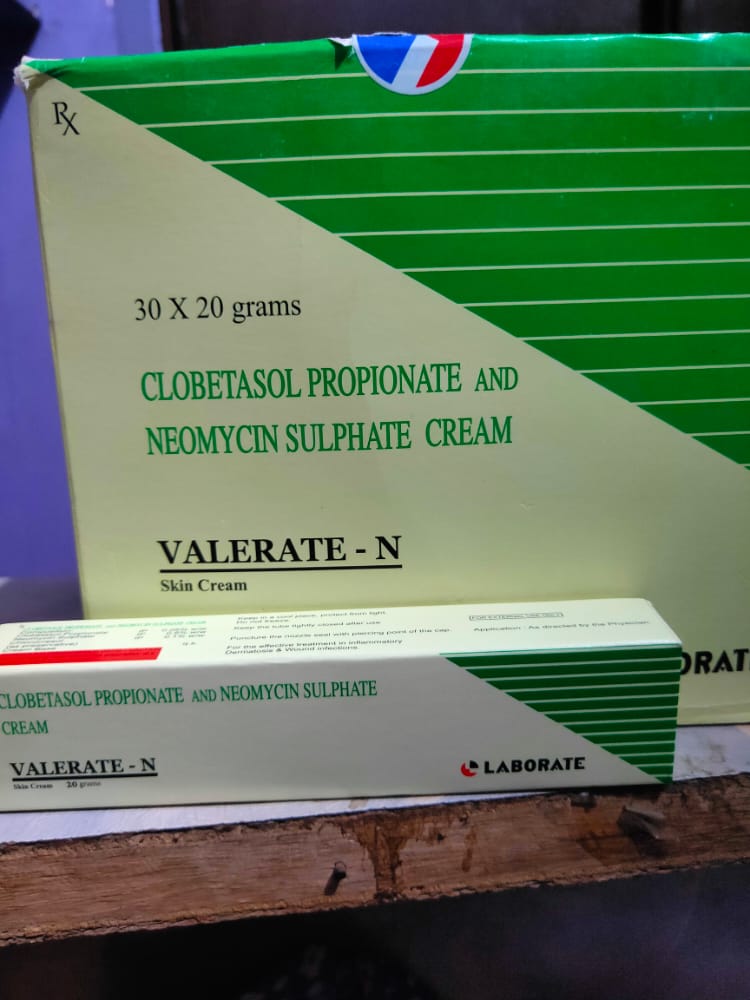 Rx
30 X 20 grams
CLOBETASOL PROPIONATE AND
NEOMYCIN SULPHATE CREAM
VALERATE - N
Skin Cream
Keep in a cool place, protect from light.
Do not freeze.
Keep the tube tightly closed after use
Puncture the nozzle seal with piercing point of the cap.
For the effective treatment in inflammatory
Dermatosis & Wound infections.
FOR EXTERNAL USE ONLY
Application : As directed by the Physician
CLOBETASOL PROPIONATE AND NEOMYCIN SULPHATE
CREAM
VALERATE - N
Skin Cream 20 grams
LABORATE
ORAT